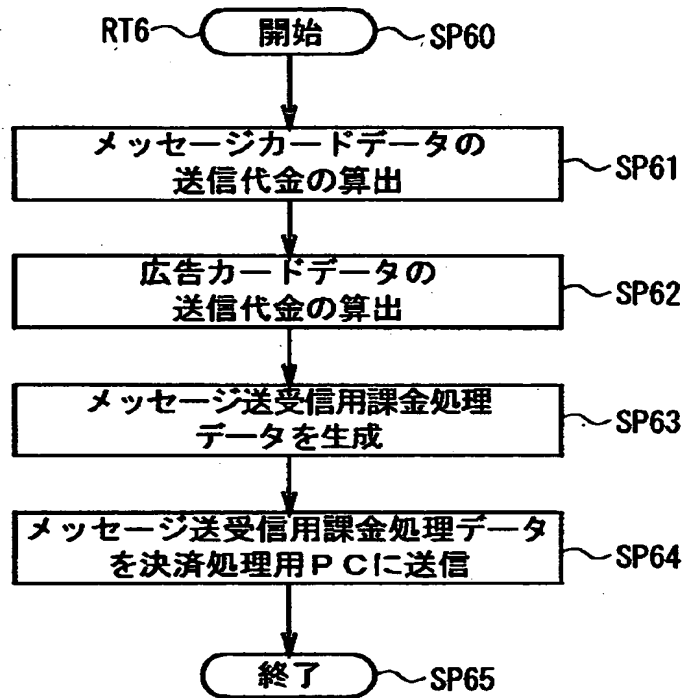 RT6 開始 SP60
メッセージカードデータの
送信代金の算出 SP61
広告カードデータの
送信代金の算出 SP62
メッセージ送受信用課金処理
データを生成 SP63
メッセージ送受信用課金処理データ
を決済処理用PCに送信 SP64
終了 SP65